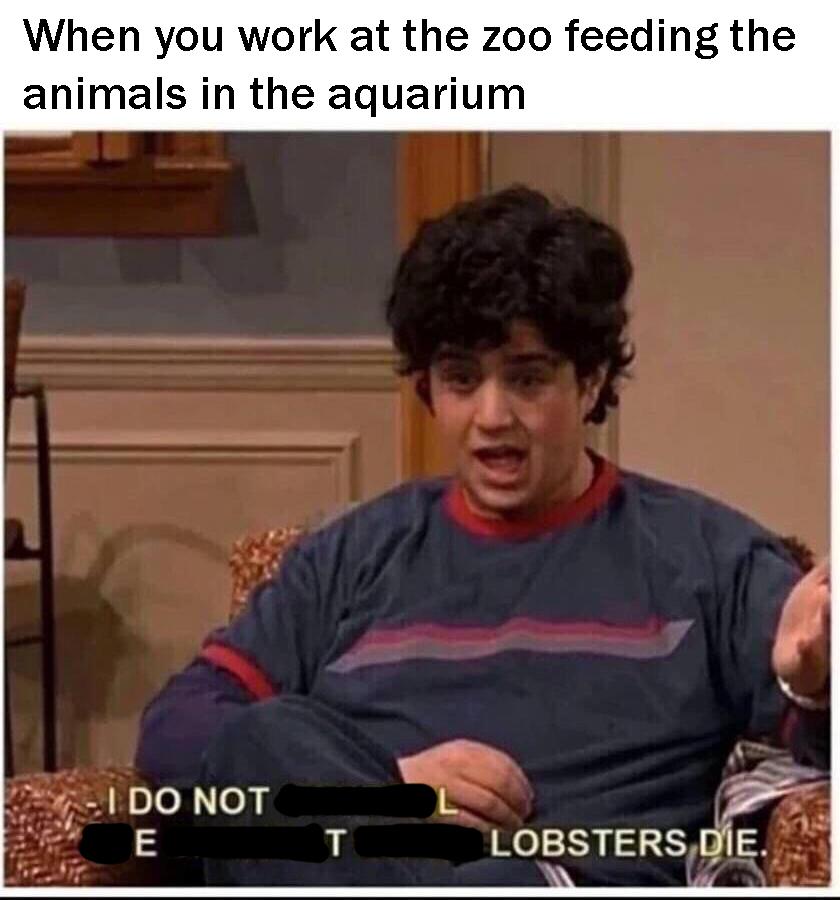 When you work at the zoo feeding the
animals in the aquarium
- I DO NOT L
E T LOBSTERS DIE.